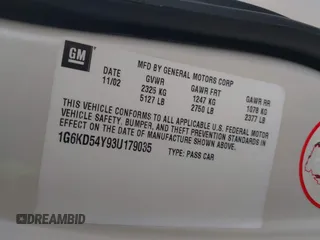 GM
MFD BY GENERAL MOTORS CORP
DATE GVWR GAWR FRT GAWR RR
11/02 2325 KG 1247 KG 1078 KG
5127 LB 2750 LB 2377 LB
THIS VEHICLE CONFORMS TO ALL APPLICABLE U.S. FEDERAL MOTOR
VEHICLE SAFETY, BUMPER, AND THEFT PREVENTION STANDARDS IN
EFFECT ON THE DATE OF MANUFACTURE SHOWN ABOVE.
1G6KD54Y93U179035
TYPE: PASS CAR
DREAMBID